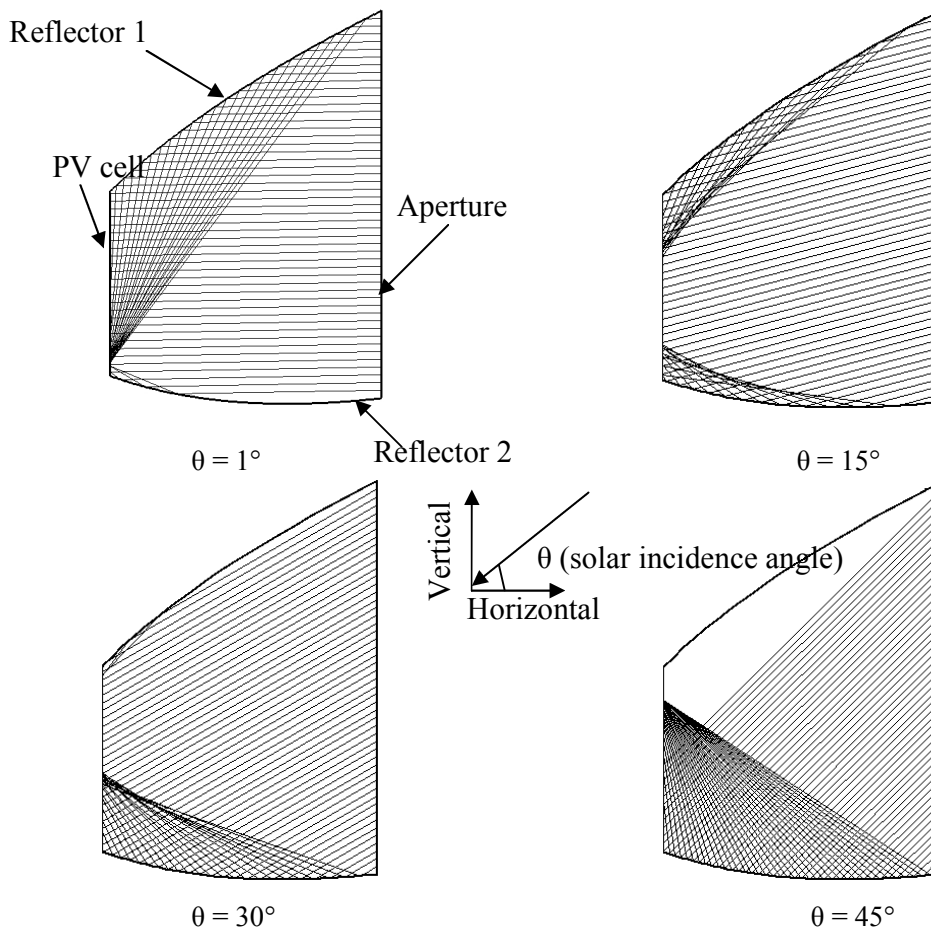 Reflector 1
PV cell
Aperture
Reflector 2
θ = 1°
θ = 15°
Vertical
θ (solar incidence angle)
Horizontal
θ = 30°
θ = 45°